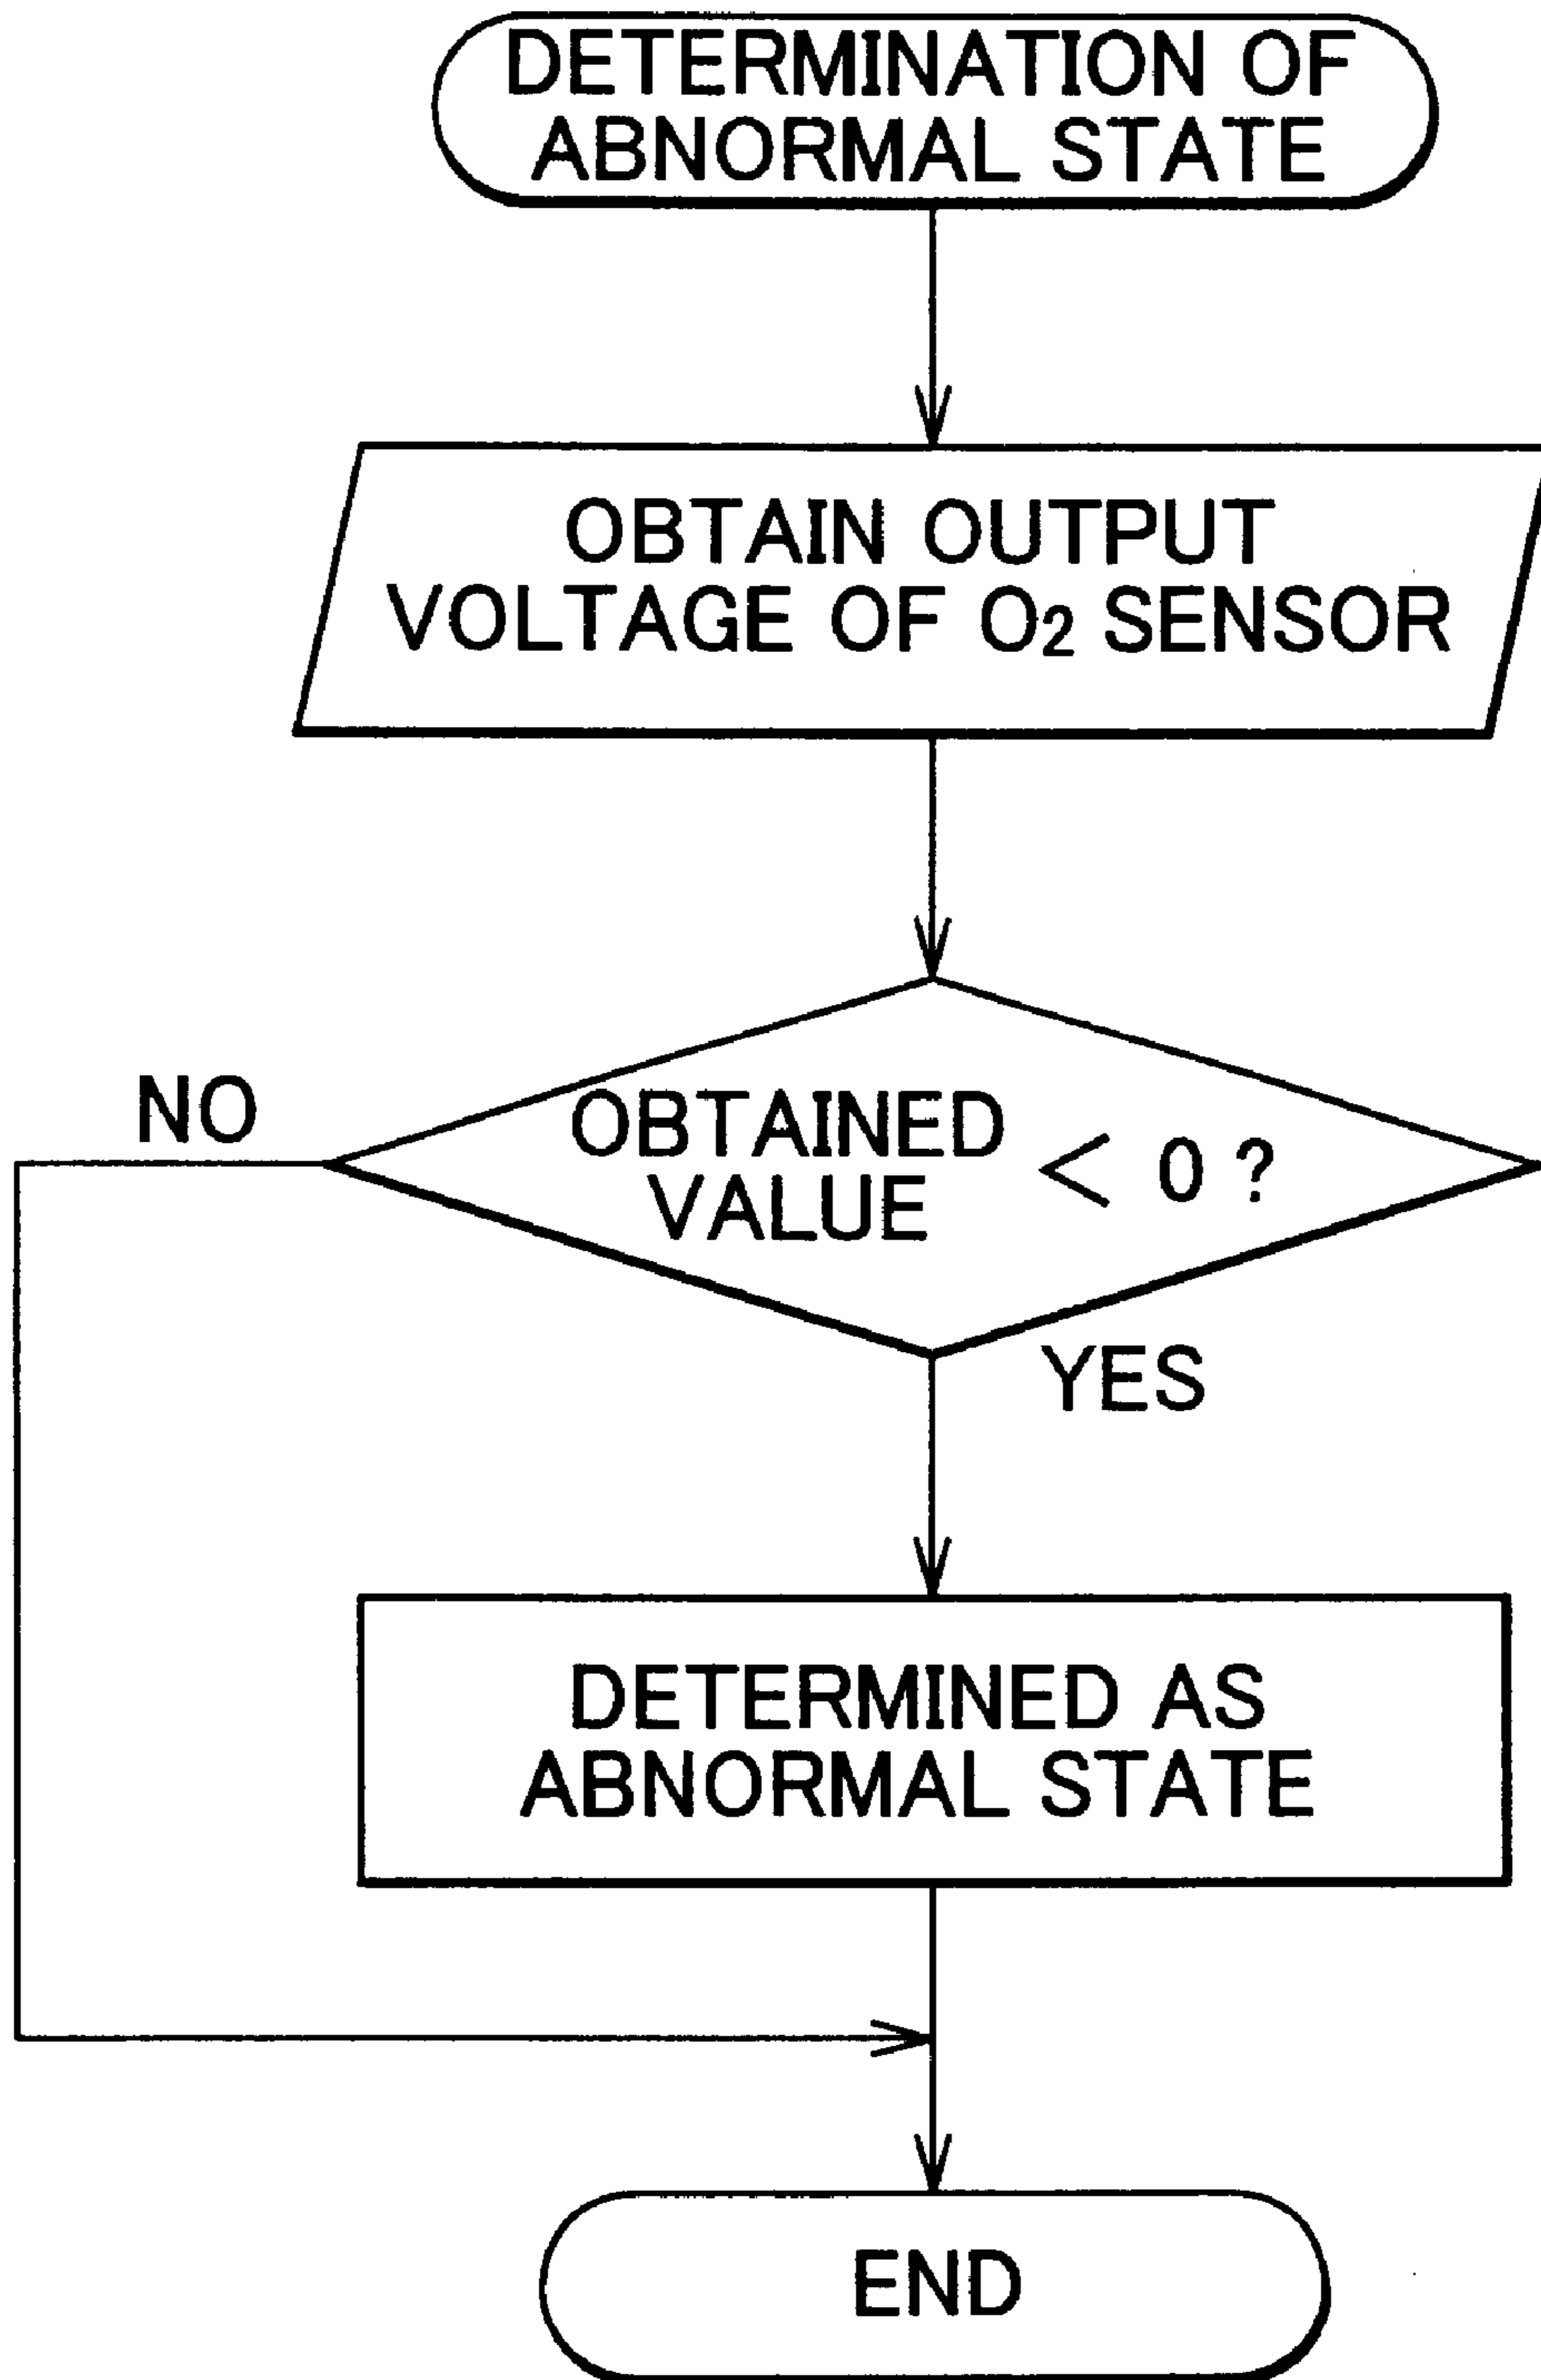 DETERMINATION OF
ABNORMAL STATE
OBTAIN OUTPUT
VOLTAGE OF O₂ SENSOR
NO
OBTAINED
VALUE
< 0 ?
YES
DETERMINED AS
ABNORMAL STATE
END